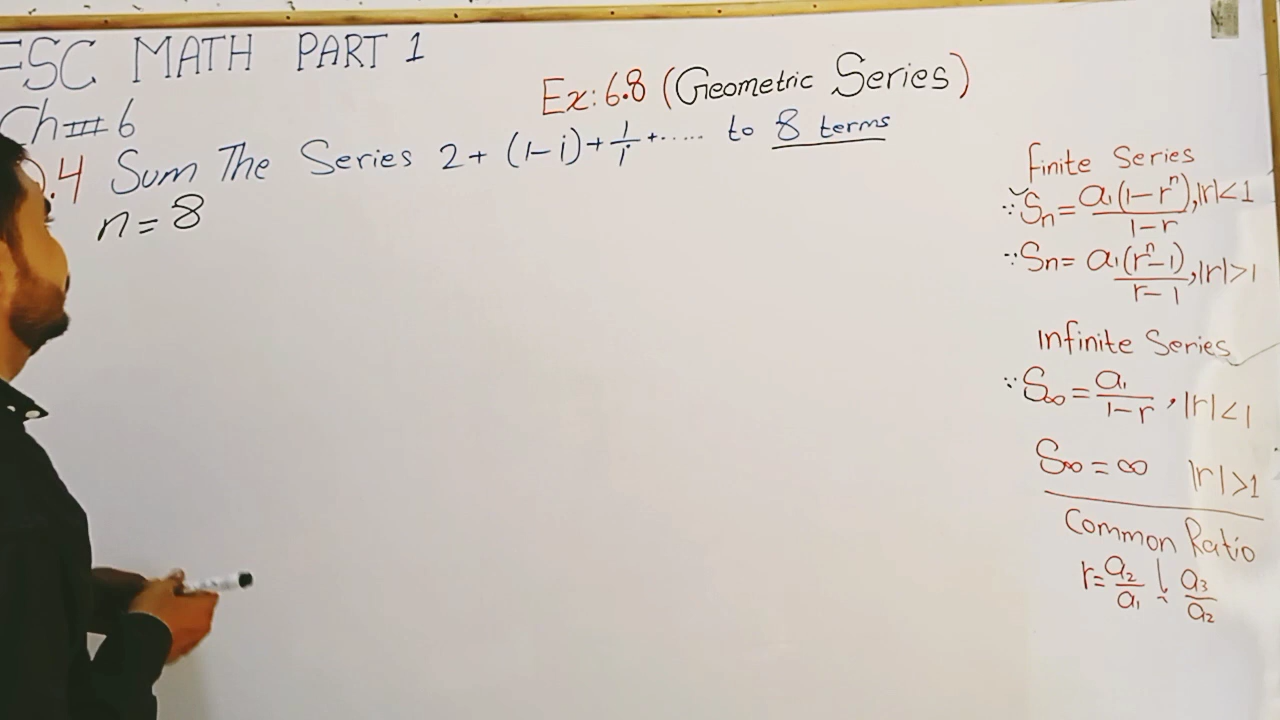 FSC MATH PART 1
Ch # 6
Ex: 6.8 (Geometric Series)
Q.4 Sum The Series 2 + (1-i) + 1/i + ..... to 8 terms
n = 8
Finite Series
∵ Sn = a₁(1-rⁿ)/1-r, |r|<1
∵ Sn = a₁(rⁿ-1)/r-1, |r|>1
Infinite Series
∵ S∞ = a₁/1-r, |r|<1
S∞ = ∞ |r|>1
Common Ratio
r = a₂/a₁ a₃/a₂